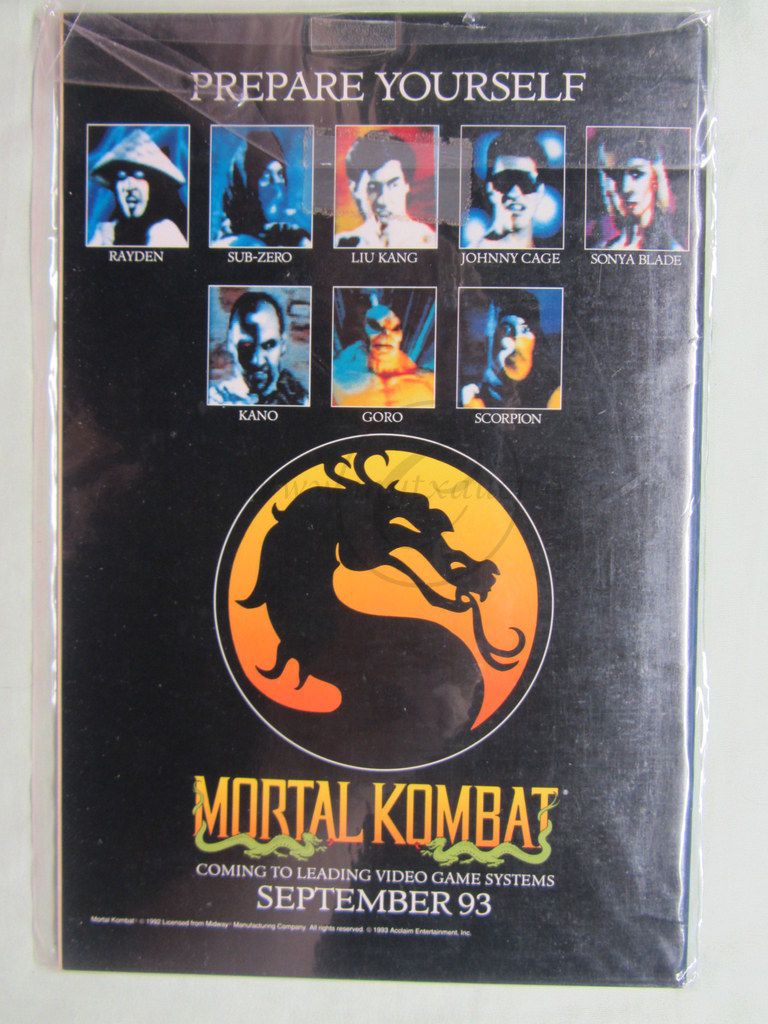 PREPARE YOURSELF
RAYDEN
SUB-ZERO
LIU KANG
JOHNNY CAGE
SONYA BLADE
KANO
GORO
SCORPION
MORTAL KOMBAT®
COMING TO LEADING VIDEO GAME SYSTEMS
SEPTEMBER 93
Mortal Kombat® © 1992 Licensed from Midway® Manufacturing Company. All rights reserved. © 1993 Acclaim Entertainment, Inc.